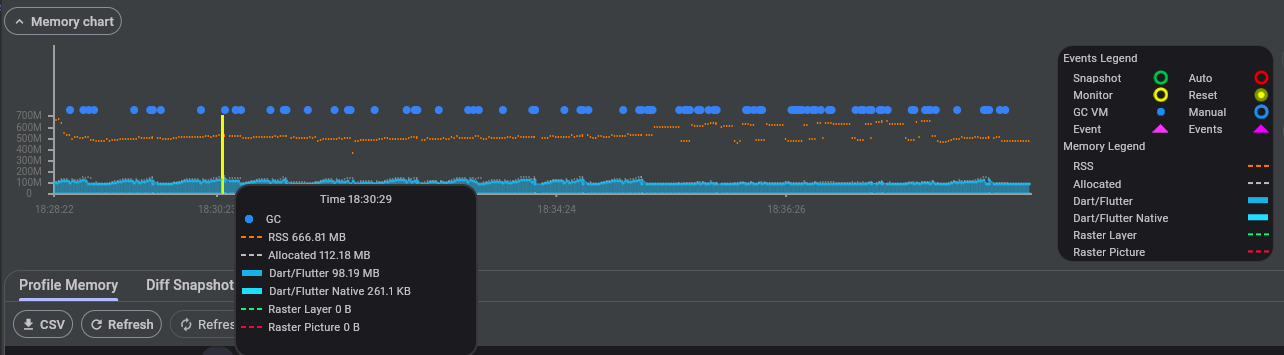 Memory chart
Events Legend
Snapshot Auto
Monitor Reset
GC VM Manual
Event Events
Memory Legend
RSS
Allocated
Dart/Flutter
Dart/Flutter Native
Raster Layer
Raster Picture
700M
600M
500M
400M
300M
200M
100M
0
18:28:22 18:30:23 18:34:24 18:36:26
Time 18:30:29
GC
RSS 666.81 MB
Allocated 112.18 MB
Dart/Flutter 98.19 MB
Dart/Flutter Native 261.1 KB
Raster Layer 0 B
Raster Picture 0 B
Profile Memory Diff Snapshot
CSV Refresh Refres